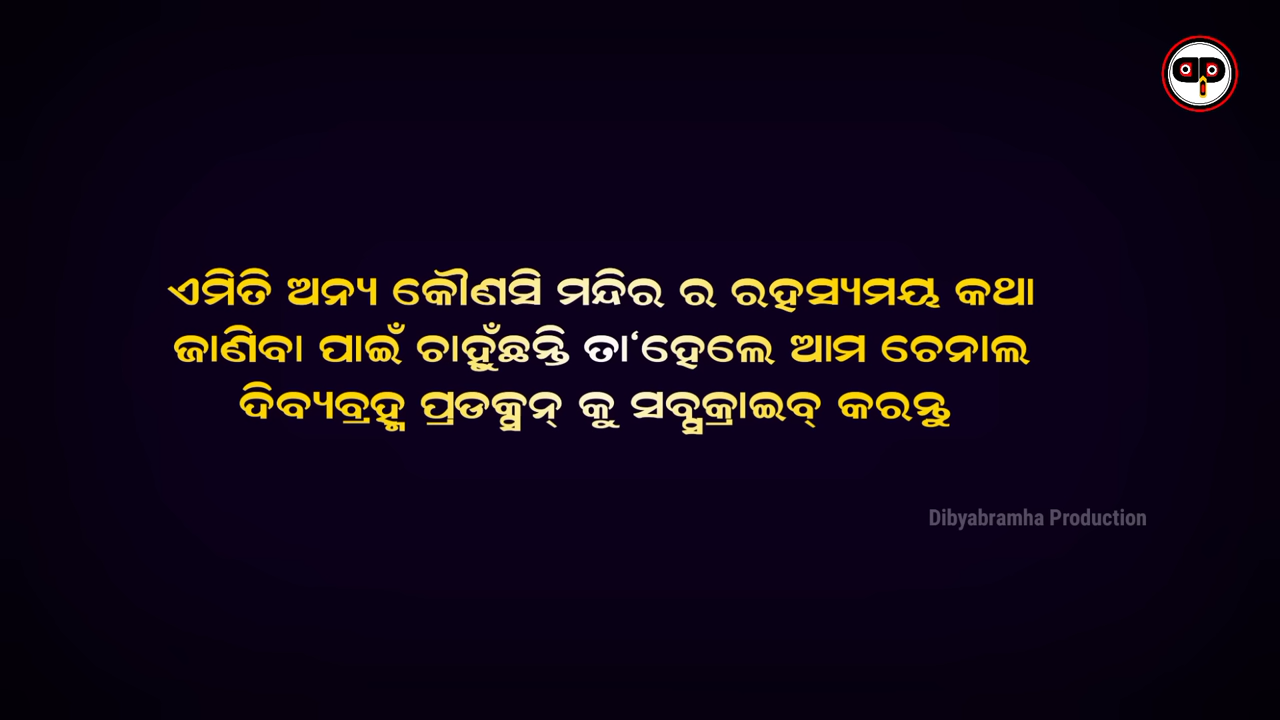 ଏମିତି ଅନ୍ୟ କୌଣସି ମନ୍ଦିର ର ରହସ୍ୟମୟ କଥା
ଜାଣିବା ପାଇଁ ଚାହୁଁଛନ୍ତି ତା‘ହେଲେ ଆମ ଚେନାଲ
ଦିବ୍ୟବ୍ରହ୍ମ ପ୍ରଡକ୍ସନ୍ କୁ ସବ୍ସକ୍ରାଇବ୍ କରନ୍ତୁ
Dibyabramha Production